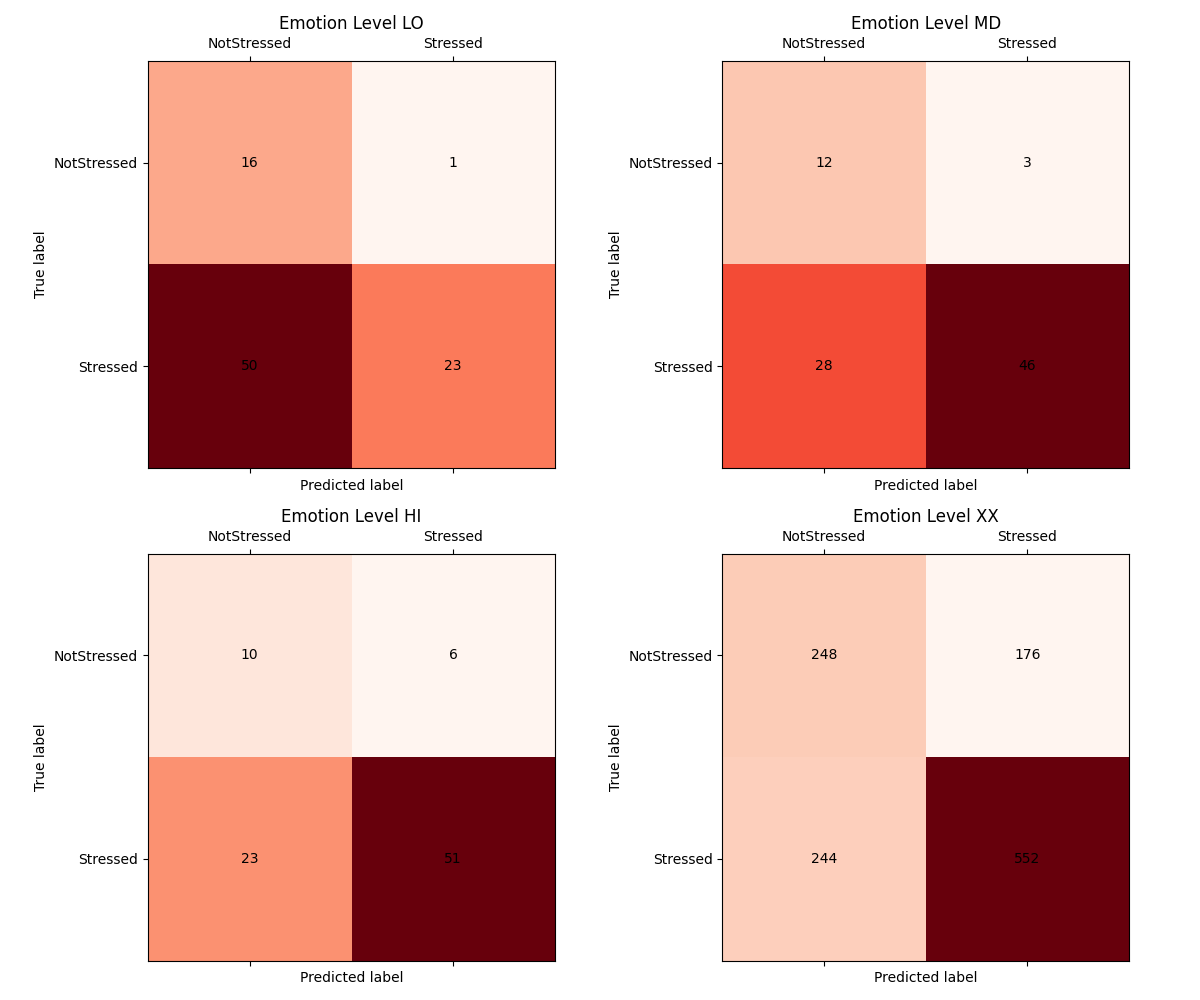 Emotion Level LO
NotStressed Stressed
NotStressed 16 1
True label
Stressed 50 23
Predicted label
Emotion Level MD
NotStressed Stressed
NotStressed 12 3
True label
Stressed 28 46
Predicted label
Emotion Level HI
NotStressed Stressed
NotStressed 10 6
True label
Stressed 23 51
Predicted label
Emotion Level XX
NotStressed Stressed
NotStressed 248 176
True label
Stressed 244 552
Predicted label